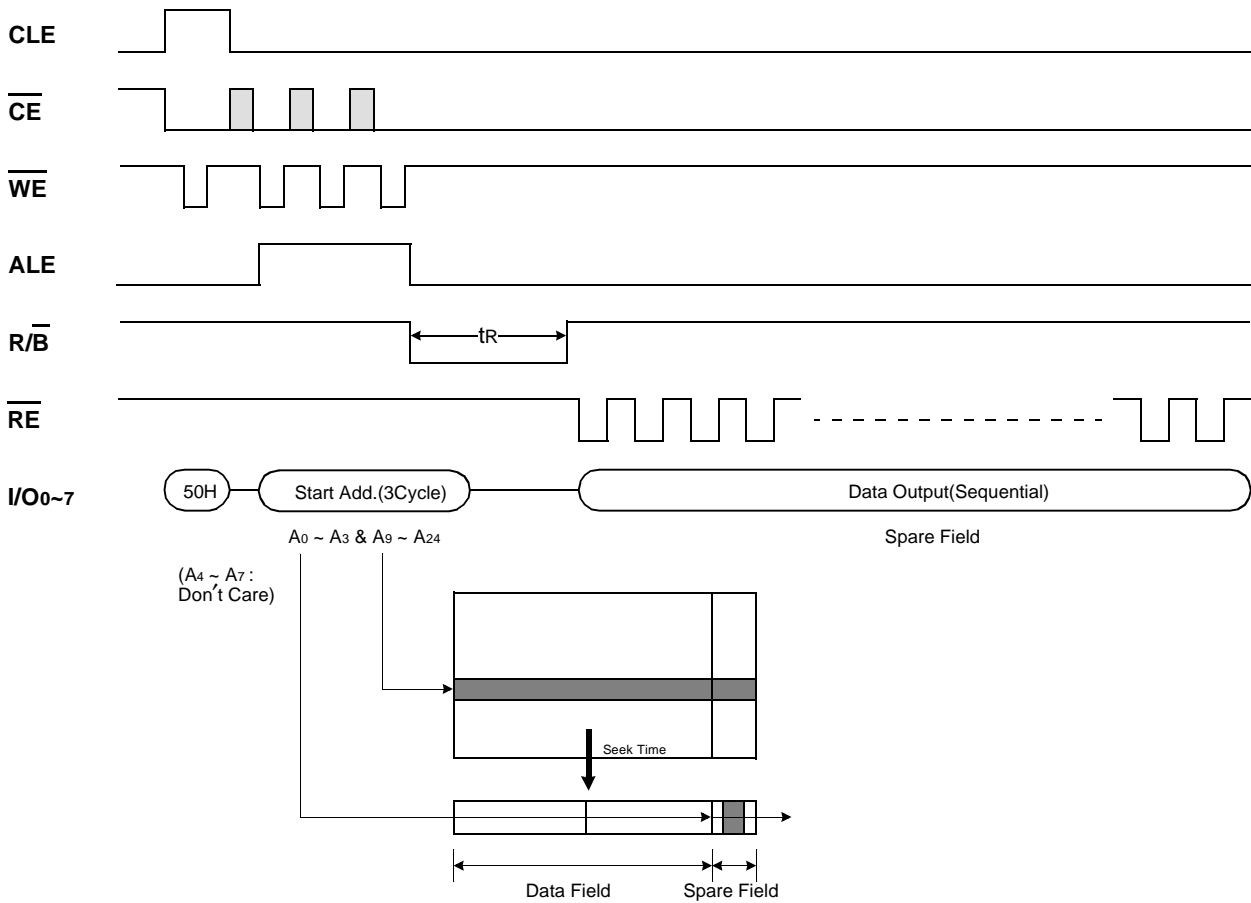 CLE
CE
WE
ALE
R/B
tR
RE
I/O0~7
50H
Start Add.(3Cycle)
Data Output(Sequential)
A0 ~ A3 & A9 ~ A24
Spare Field
(A4 ~ A7 :
Don't Care)
Seek Time
Data Field
Spare Field